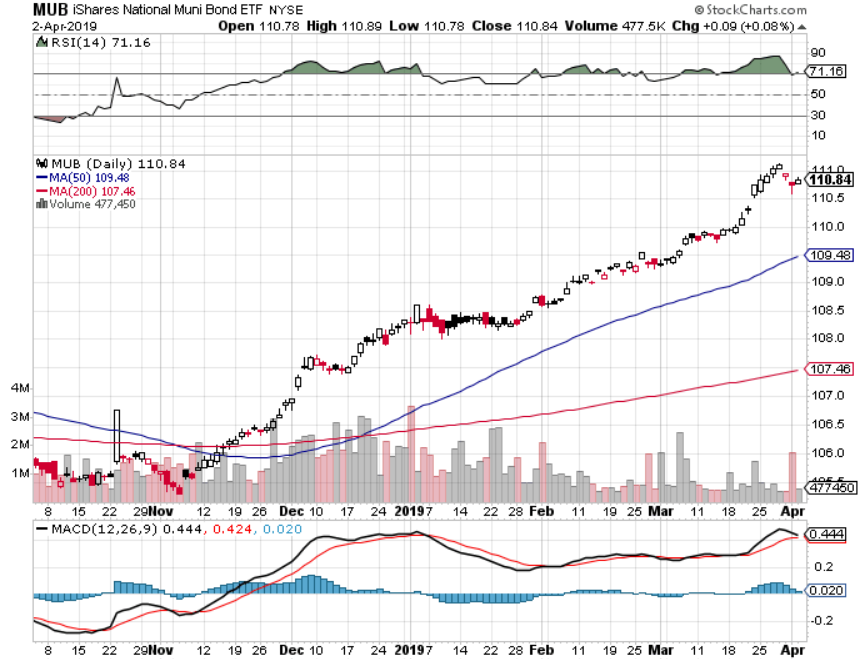 MUB iShares National Muni Bond ETF NYSE © StockCharts.com
2-Apr-2019 Open 110.78 High 110.89 Low 110.78 Close 110.84 Volume 477.5K Chg +0.09 (+0.08%)
RSI(14) 71.16
90
71.16
50
30
10
MUB (Daily) 110.84
MA(50) 109.48
MA(200) 107.46
Volume 477,450
111.0
110.84
110.5
110.0
109.48
109.0
108.5
108.0
107.46
4M 107.0
3M 106.5
2M 106.0
1M 105.5
477450
8 15 22 29 Nov 12 19 26 Dec 10 17 24 2019 7 14 22 28 Feb 11 19 25 Mar 11 18 25 Apr
MACD(12,26,9) 0.444, 0.424, 0.020
0.444
0.2
0.020
-0.2
8 15 22 29 Nov 12 19 26 Dec 10 17 24 2019 7 14 22 28 Feb 11 19 25 Mar 11 18 25 Apr